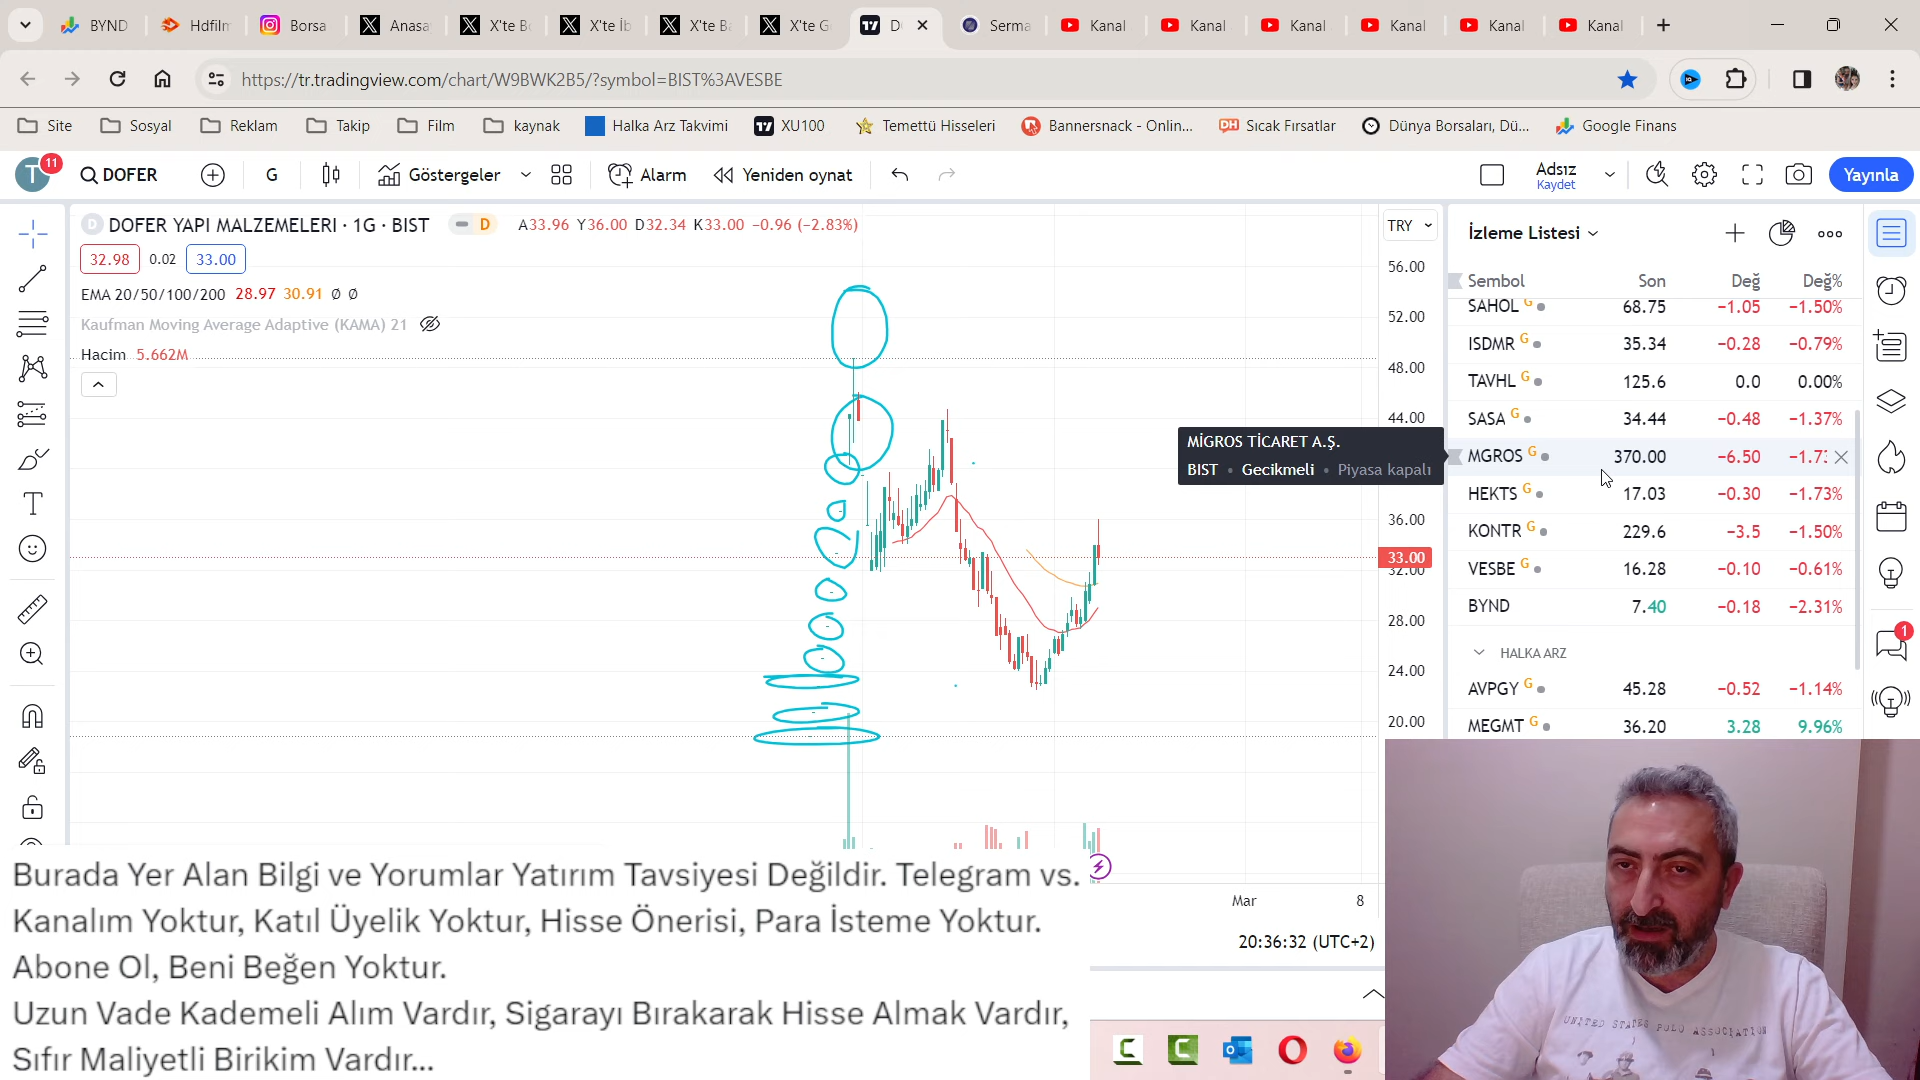 BYND
Hdfilm
Borsa
Anasa
X'te B
X'te İb
X'te Ba
X'te G
D
Serma
Kanal
Kanal
Kanal
Kanal
Kanal
Kanal
https://tr.tradingview.com/chart/W9BWK2B5/?symbol=BIST%3AVESBE
Site
Sosyal
Reklam
Takip
Film
kaynak
Halka Arz Takvimi
XU100
Temettü Hisseleri
Bannersnack - Onlin...
Sıcak Fırsatlar
Dünya Borsaları, Dü...
Google Finans
T
11
DOFER
G
Göstergeler
Alarm
Yeniden oynat
Adsız
Kaydet
Yayınla
D DOFER YAPI MALZEMELERI · 1G · BIST D A33.96 Y36.00 D32.34 K33.00 −0.96 (−2.83%)
32.98 0.02 33.00
EMA 20/50/100/200 28.97 30.91 Ø Ø
Kaufman Moving Average Adaptive (KAMA) 21
Hacim 5.662M
TRY
56.00
52.00
48.00
44.00
36.00
33.00
32.00
28.00
24.00
20.00
Mar
8
20:36:32 (UTC+2)
MİGROS TİCARET A.Ş.
BIST • Gecikmeli • Piyasa kapalı
İzleme Listesi
Sembol Son Değ Değ%
SAHOL G 68.75 −1.05 −1.50%
ISDMR G 35.34 −0.28 −0.79%
TAVHL G 125.6 0.0 0.00%
SASA G 34.44 −0.48 −1.37%
MGROS G 370.00 −6.50 −1.73
HEKTS G 17.03 −0.30 −1.73%
KONTR G 229.6 −3.5 −1.50%
VESBE G 16.28 −0.10 −0.61%
BYND 7.40 −0.18 −2.31%
HALKA ARZ
AVPGY G 45.28 −0.52 −1.14%
MEGMT G 36.20 3.28 9.96%
1
Burada Yer Alan Bilgi ve Yorumlar Yatırım Tavsiyesi Değildir. Telegram vs.
Kanalım Yoktur, Katıl Üyelik Yoktur, Hisse Önerisi, Para İsteme Yoktur.
Abone Ol, Beni Beğen Yoktur.
Uzun Vade Kademeli Alım Vardır, Sigarayı Bırakarak Hisse Almak Vardır,
Sıfır Maliyetli Birikim Vardır...
UNITED STATES POLO ASSOCIATION